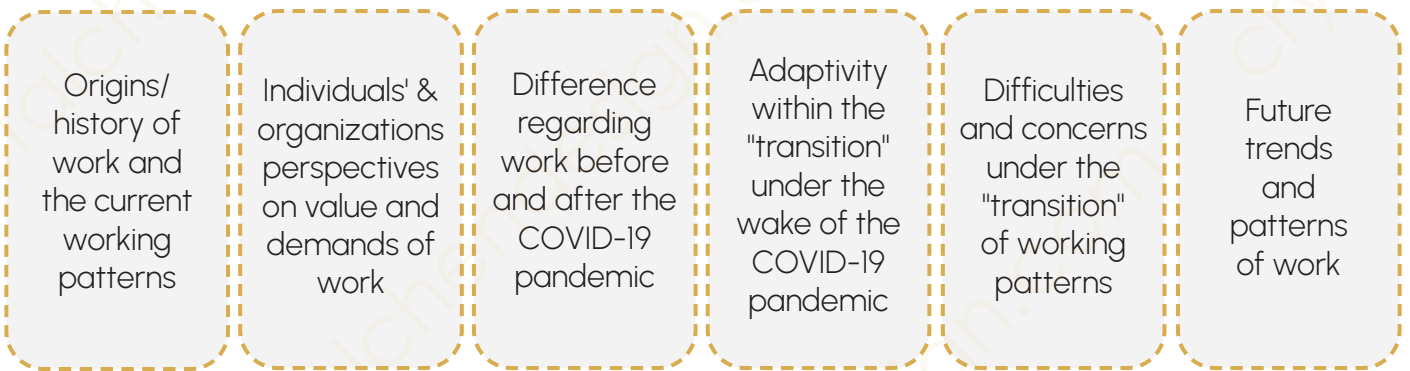 Origins/
history of
work and
the current
working
patterns
Individuals' &
organizations
perspectives
on value and
demands of
work
Difference
regarding
work before
and after the
COVID-19
pandemic
Adaptivity
within the
"transition"
under the
wake of the
COVID-19
pandemic
Difficulties
and concerns
under the
"transition"
of working
patterns
Future
trends
and
patterns
of work